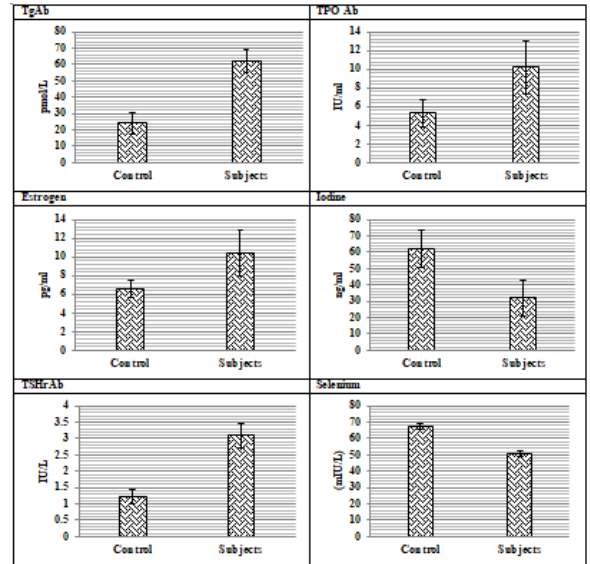 TgAb
80
70
60
50
40
30
20
10
0
pmol/L
Control
Subjects
TPO Ab
14
12
10
8
6
4
2
0
IU/ml
Control
Subjects
Estrogen
14
12
10
8
6
4
2
0
pg/ml
Control
Subjects
Iodine
80
70
60
50
40
30
20
10
0
ng/ml
Control
Subjects
TSHrAb
4
3.5
3
2.5
2
1.5
1
0.5
0
IU/L
Control
Subjects
Selenium
80
70
60
50
40
30
20
10
0
(mIU/L)
Control
Subjects